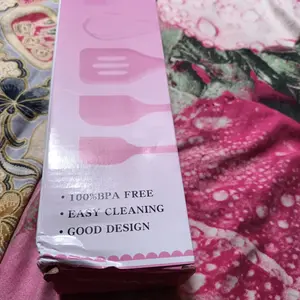 • 100%BPA FREE
• EASY CLEANING
• GOOD DESIGN